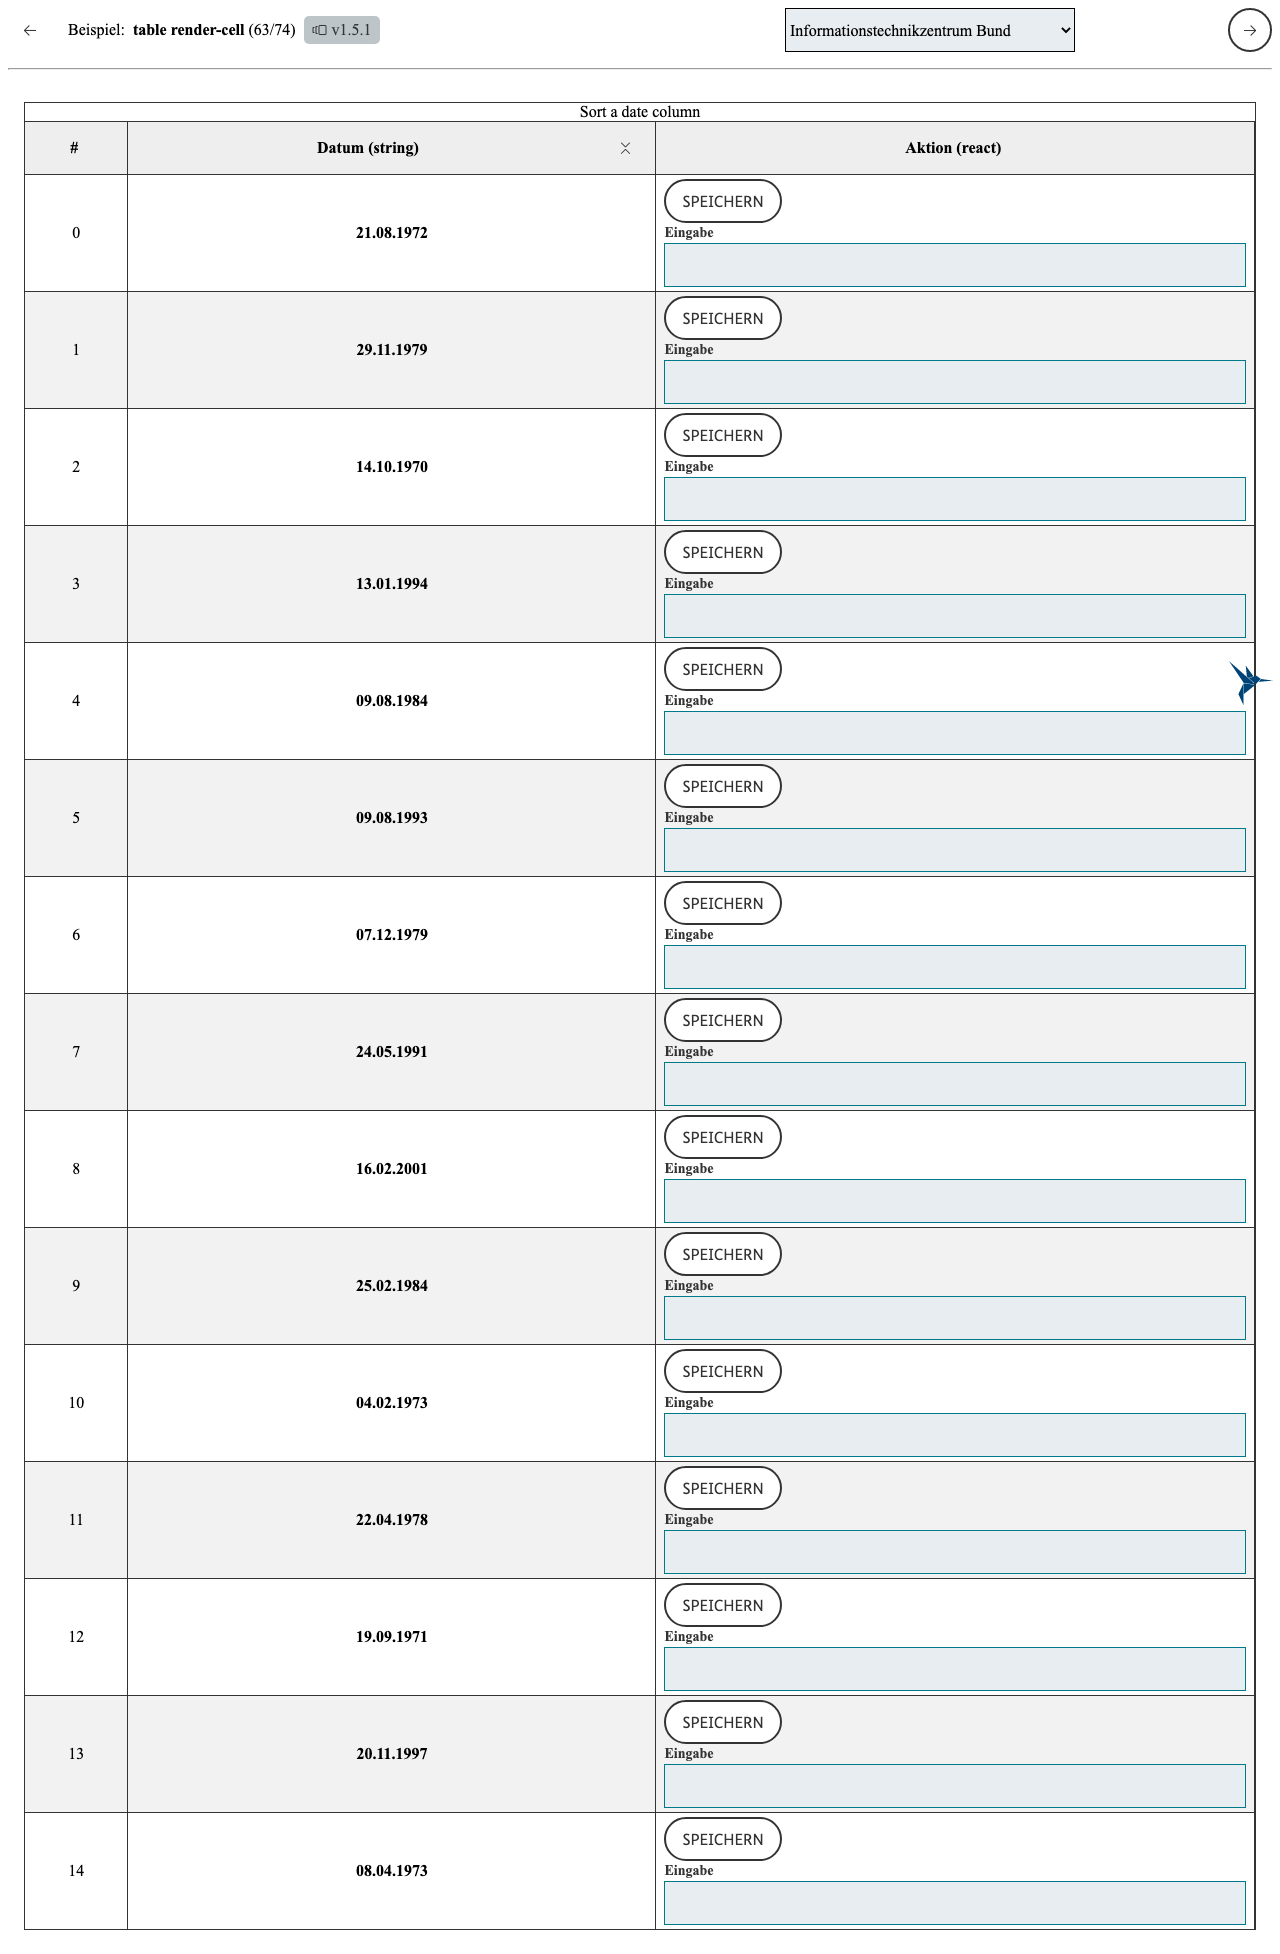 Beispiel: table render-cell (63/74) v1.5.1 Informationstechnikzentrum Bund
Sort a date column
# Datum (string) Aktion (react)
SPEICHERN
0 21.08.1972 Eingabe
SPEICHERN
1 29.11.1979 Eingabe
SPEICHERN
2 14.10.1970 Eingabe
SPEICHERN
3 13.01.1994 Eingabe
SPEICHERN
4 09.08.1984 Eingabe
SPEICHERN
5 09.08.1993 Eingabe
SPEICHERN
6 07.12.1979 Eingabe
SPEICHERN
7 24.05.1991 Eingabe
SPEICHERN
8 16.02.2001 Eingabe
SPEICHERN
9 25.02.1984 Eingabe
SPEICHERN
10 04.02.1973 Eingabe
SPEICHERN
11 22.04.1978 Eingabe
SPEICHERN
12 19.09.1971 Eingabe
SPEICHERN
13 20.11.1997 Eingabe
SPEICHERN
14 08.04.1973 Eingabe